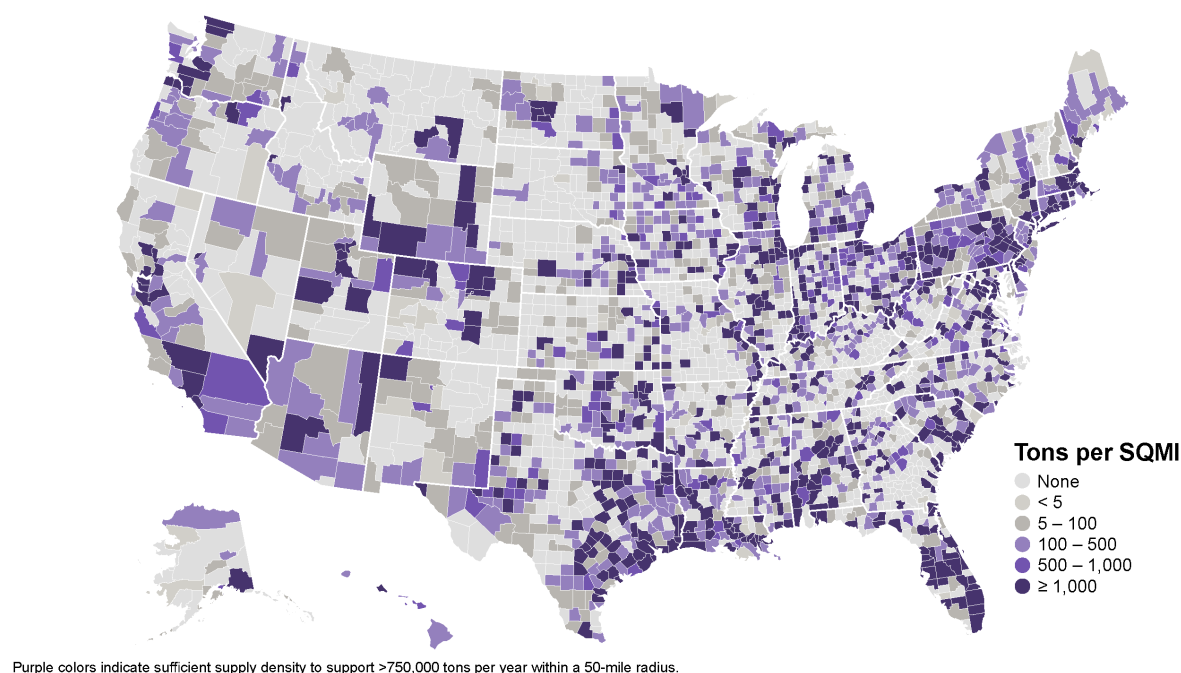 Tons per SQMI
None
< 5
5 – 100
100 – 500
500 – 1,000
≥ 1,000
Purple colors indicate sufficient supply density to support >750,000 tons per year within a 50-mile radius.